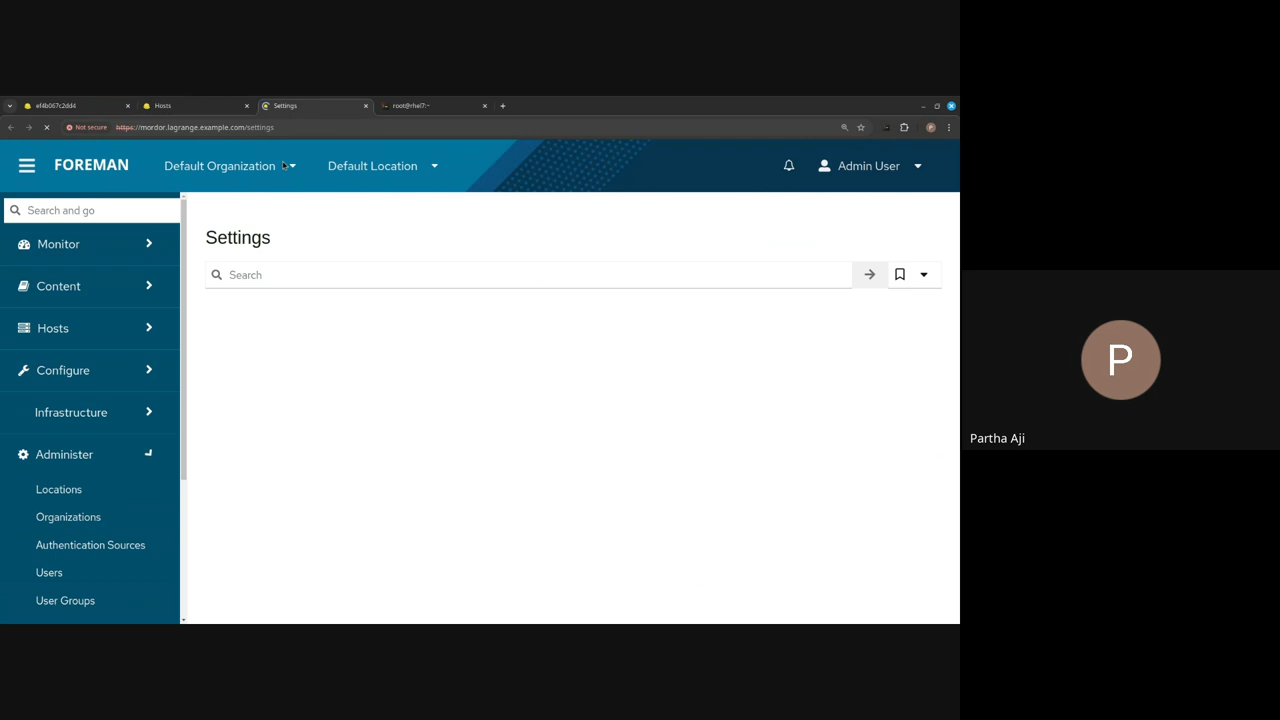 ef4b067c2dd4
Hosts
Settings
root@rhel7:~
Not secure
https://mordor.lagrange.example.com/settings
FOREMAN
Default Organization
Default Location
Admin User
Search and go
Monitor
Content
Hosts
Configure
Infrastructure
Administer
Locations
Organizations
Authentication Sources
Users
User Groups
Settings
Search
P
Partha Aji